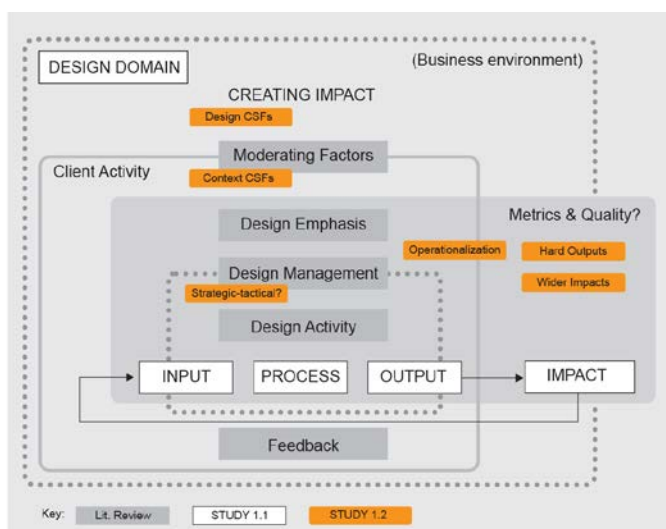 DESIGN DOMAIN
(Business environment)
CREATING IMPACT
Design CSFs
Moderating Factors
Client Activity
Context CSFs
Metrics & Quality?
Design Emphasis
Operationalization
Hard Outputs
Design Management
Wider Impacts
Strategic-tactical?
Design Activity
INPUT
PROCESS
OUTPUT
IMPACT
Feedback
Key:
Lit. Review
STUDY 1.1
STUDY 1.2